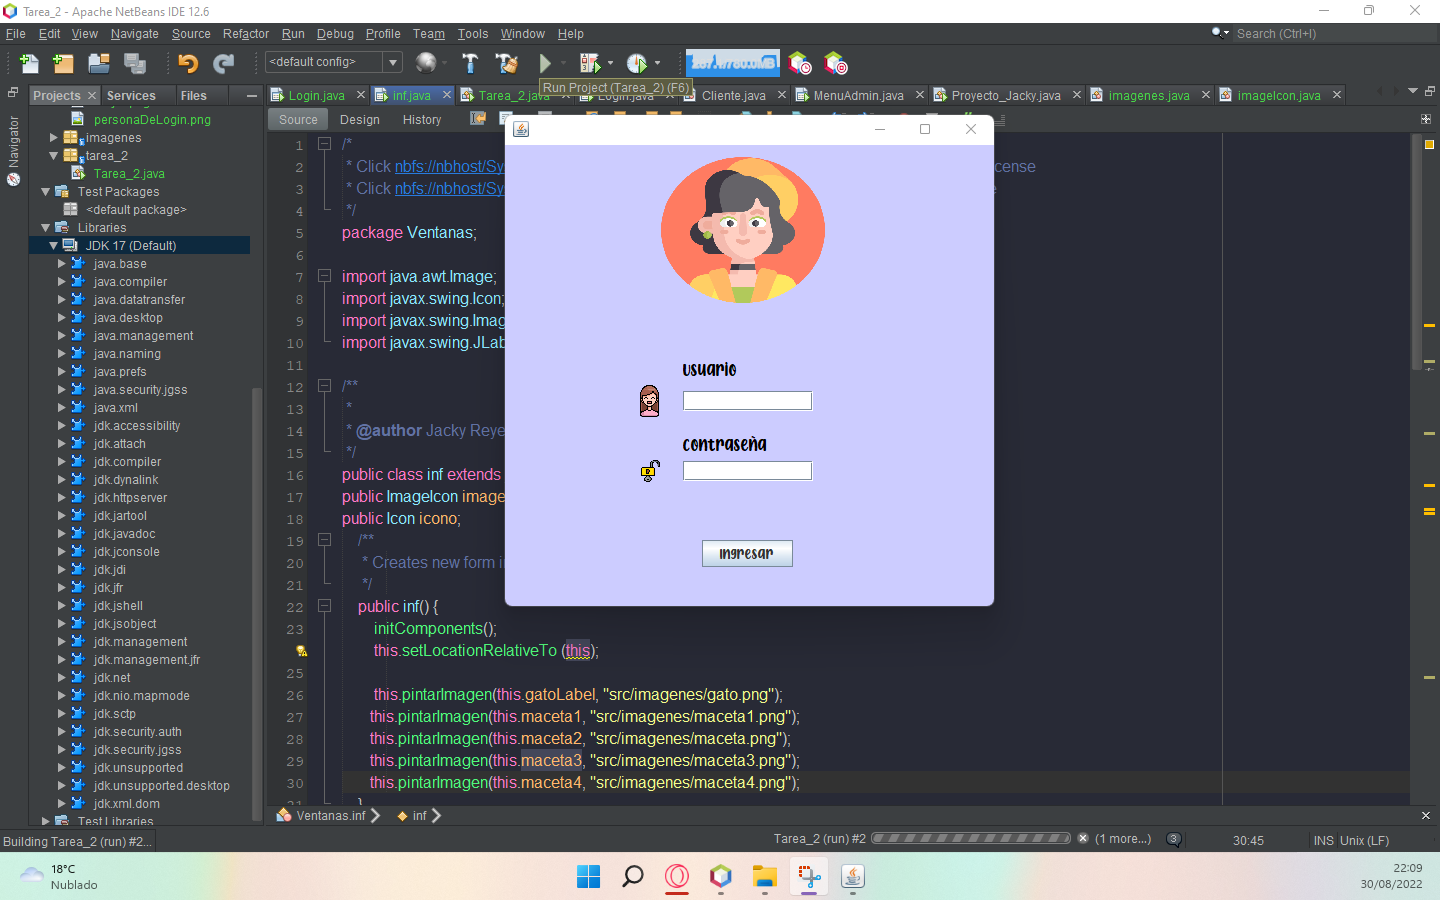 Tarea_2 - Apache NetBeans IDE 12.6
File Edit View Navigate Source Refactor Run Debug Profile Team Tools Window Help
Search (Ctrl+I)
<default config>
Run Project (Tarea_2) (F6)
Projects Services Files
Login.java inf.java Tarea_2.java Login.java Cliente.java MenuAdmin.java Proyecto_Jacky.java imagenes.java imageIcon.java
Source Design History
Navigator
personaDeLogin.png
imagenes
tarea_2
Tarea_2.java
Test Packages
<default package>
Libraries
JDK 17 (Default)
java.base
java.compiler
java.datatransfer
java.desktop
java.management
java.naming
java.prefs
java.security.jgss
java.xml
jdk.accessibility
jdk.attach
jdk.compiler
jdk.dynalink
jdk.httpserver
jdk.jartool
jdk.javadoc
jdk.jconsole
jdk.jdi
jdk.jfr
jdk.jshell
jdk.jsobject
jdk.management
jdk.management.jfr
jdk.net
jdk.nio.mapmode
jdk.sctp
jdk.security.auth
jdk.security.jgss
jdk.unsupported
jdk.unsupported.desktop
jdk.xml.dom
Test Libraries
1 /*
2 * Click nbfs://nbhost/Sy cense
3 * Click nbfs://nbhost/Sy e
4 */
5 package Ventanas;
6
7 import java.awt.Image;
8 import javax.swing.Icon;
9 import javax.swing.Imag
10 import javax.swing.JLab
11
12 /**
13 *
14 * @author Jacky Reye
15 */
16 public class inf extends
17 public ImageIcon image
18 public Icon icono;
19 /**
20 * Creates new form i
21 */
22 public inf() {
23 initComponents();
this.setLocationRelativeTo (this);
25
26 this.pintarImagen(this.gatoLabel, "src/imagenes/gato.png");
27 this.pintarImagen(this.maceta1, "src/imagenes/maceta1.png");
28 this.pintarImagen(this.maceta2, "src/imagenes/maceta.png");
29 this.pintarImagen(this.maceta3, "src/imagenes/maceta3.png");
30 this.pintarImagen(this.maceta4, "src/imagenes/maceta4.png");
31 }
usuario
contraseña
Ingresar
Ventanas.inf inf
Building Tarea_2 (run) #2...
Tarea_2 (run) #2 (1 more...) 3 30:45 INS Unix (LF)
18°C
Nublado
22:09
30/08/2022